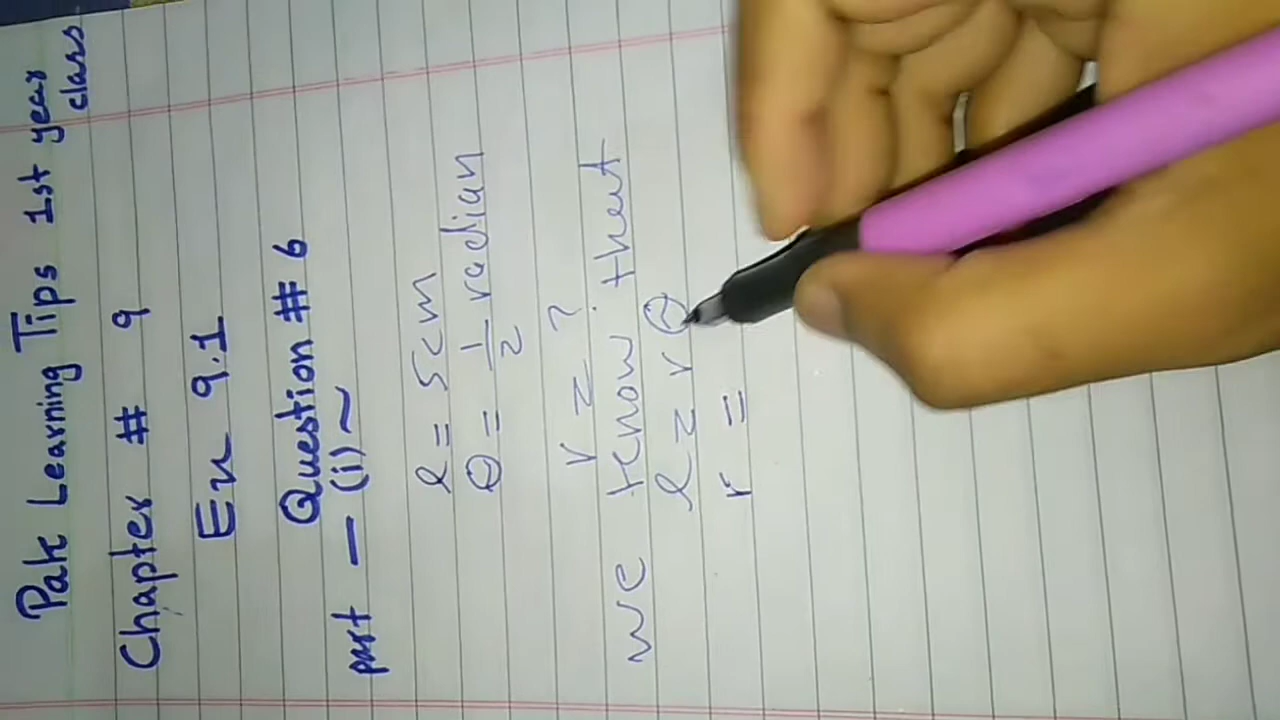 Pak Learning Tips 1st year
class
Chapter # 9
Ex 9.1
Question # 6
part - (i) ~
l = 5cm
θ = 1/2 radian
r = ?
we know that
l = r θ
r =